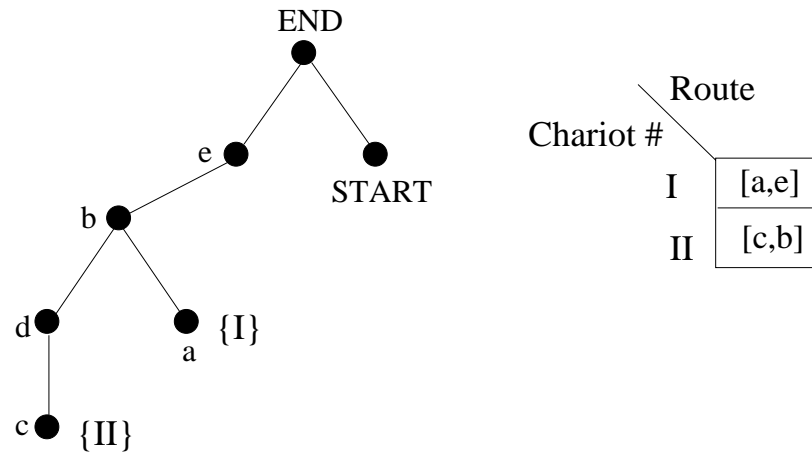 END
e
START
b
d
a {I}
c {II}
Route
Chariot #
I [a,e]
II [c,b]